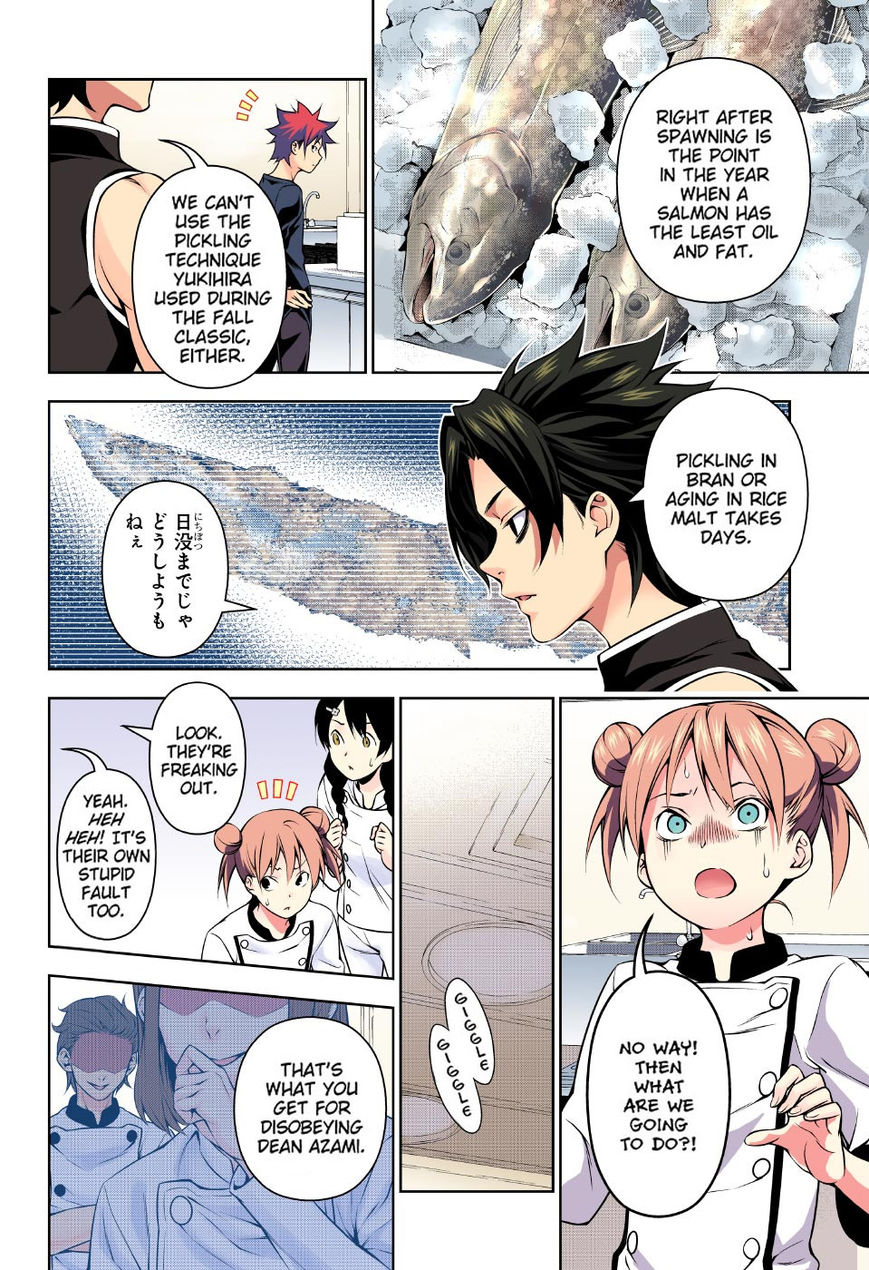 RIGHT AFTER
SPAWNING IS
THE POINT
IN THE YEAR
WHEN A
SALMON HAS
THE LEAST OIL
AND FAT.
WE CAN'T
USE THE
PICKLING
TECHNIQUE
YUKIHIRA
USED DURING
THE FALL
CLASSIC,
EITHER.
PICKLING IN
BRAN OR
AGING IN RICE
MALT TAKES
DAYS.
日没までじゃ
にちぼつ
どうしようも
ねぇ
NO WAY!
THEN
WHAT
ARE WE
GOING
TO DO?!
GIGGLE
GIGGLE
LOOK.
THEY'RE
FREAKING
OUT.
YEAH.
HEH
HEH! IT'S
THEIR OWN
STUPID
FAULT
TOO.
THAT'S
WHAT YOU
GET FOR
DISOBEYING
DEAN AZAMI.